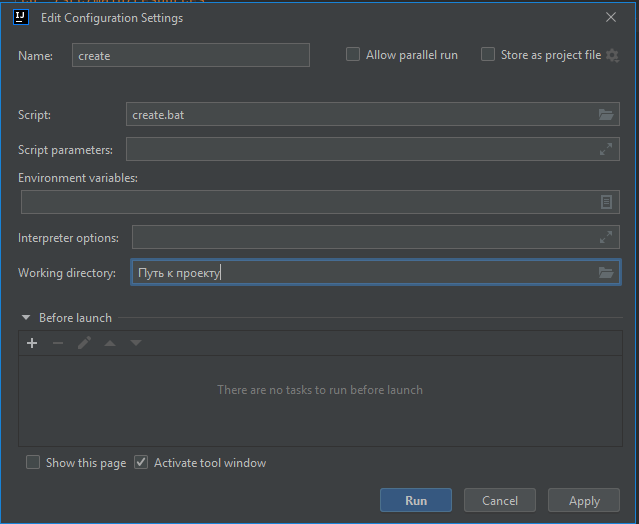 IJ Edit Configuration Settings
Name: create Allow parallel run Store as project file
Script: create.bat
Script parameters:
Environment variables:
Interpreter options:
Working directory: Путь к проекту
Before launch
There are no tasks to run before launch
Show this page Activate tool window
Run Cancel Apply